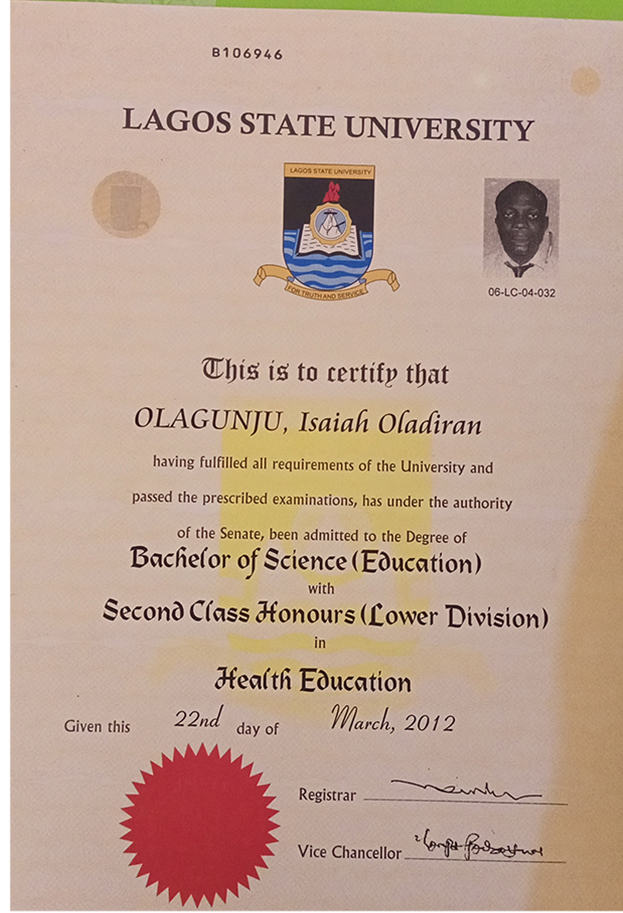 B106946
LAGOS STATE UNIVERSITY
LAGOS STATE UNIVERSITY
FOR TRUTH AND SERVICE
06-LC-04-032
This is to certify that
OLAGUNJU, Isaiah Oladiran
having fulfilled all requirements of the University and
passed the prescribed examinations, has under the authority
of the Senate, been admitted to the Degree of
Bachelor of Science (Education)
with
Second Class Honours (Lower Division)
in
Health Education
Given this 22nd day of March, 2012
Registrar
Vice Chancellor